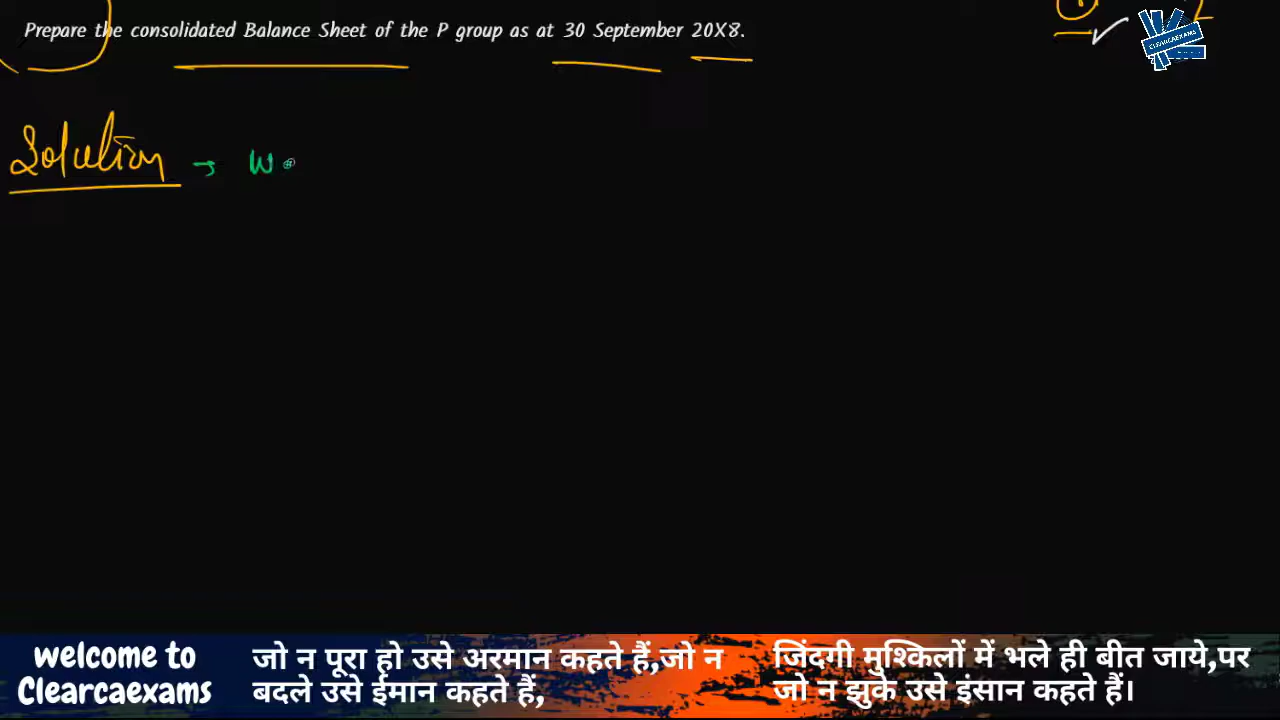 Prepare the consolidated Balance Sheet of the P group as at 30 September 20X8.
CLEARCAEXAMS
Solution → W
welcome to
Clearcaexams
जो न पूरा हो उसे अरमान कहते हैं,जो न
बदले उसे ईमान कहते हैं,
जिंदगी मुश्किलों में भले ही बीत जाये,पर
जो न झुके उसे इंसान कहते हैं।